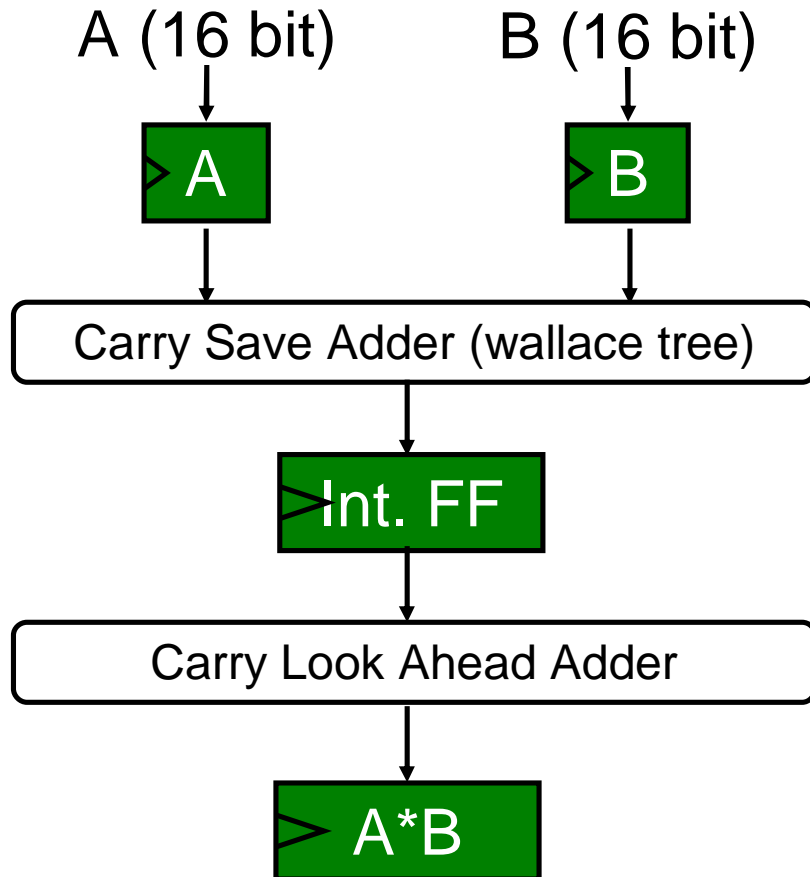 A (16 bit)
B (16 bit)
A
B
Carry Save Adder (wallace tree)
Int. FF
Carry Look Ahead Adder
A*B